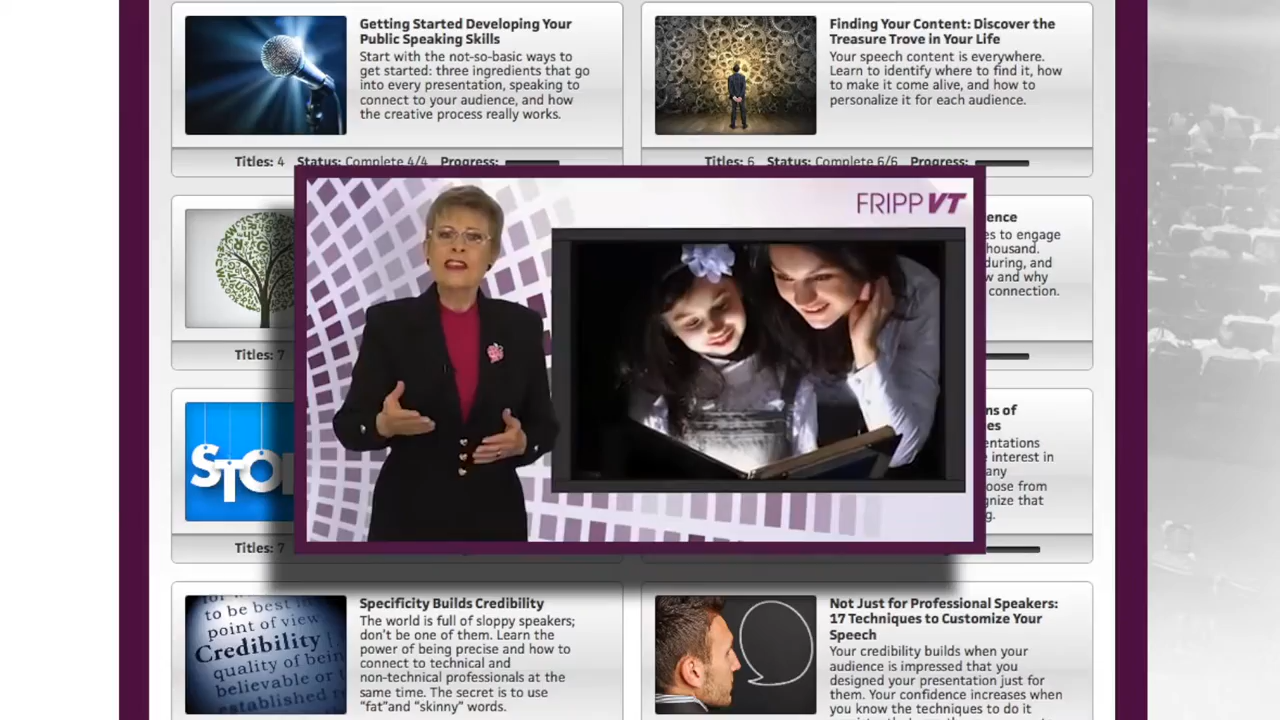 Getting Started Developing Your
Public Speaking Skills
Start with the not-so-basic ways to
get started: three ingredients that go
into every presentation, speaking to
connect to your audience, and how
the creative process really works.
Titles: 4 Status: Complete 4/4 Progress:
Finding Your Content: Discover the
Treasure Trove in Your Life
Your speech content is everywhere.
Learn to identify where to find it, how
to make it come alive, and how to
personalize it for each audience.
Titles: 6 Status: Complete 6/6 Progress:
FRIPP VT
ence
es to engage
housand.
during, and
w and why
connection.
Titles: 7
STO
ns of
es
entations
interest in
any
oose from
gnize that
g.
Titles: 7
to be best in
point of view
Credibility
quality of bein
believable or
established
Specificity Builds Credibility
The world is full of sloppy speakers;
don't be one of them. Learn the
power of being precise and how to
connect to technical and
non-technical professionals at the
same time. The secret is to use
"fat"and "skinny" words.
Not Just for Professional Speakers:
17 Techniques to Customize Your
Speech
Your credibility builds when your
audience is impressed that you
designed your presentation just for
them. Your confidence increases when
you know the techniques to do it